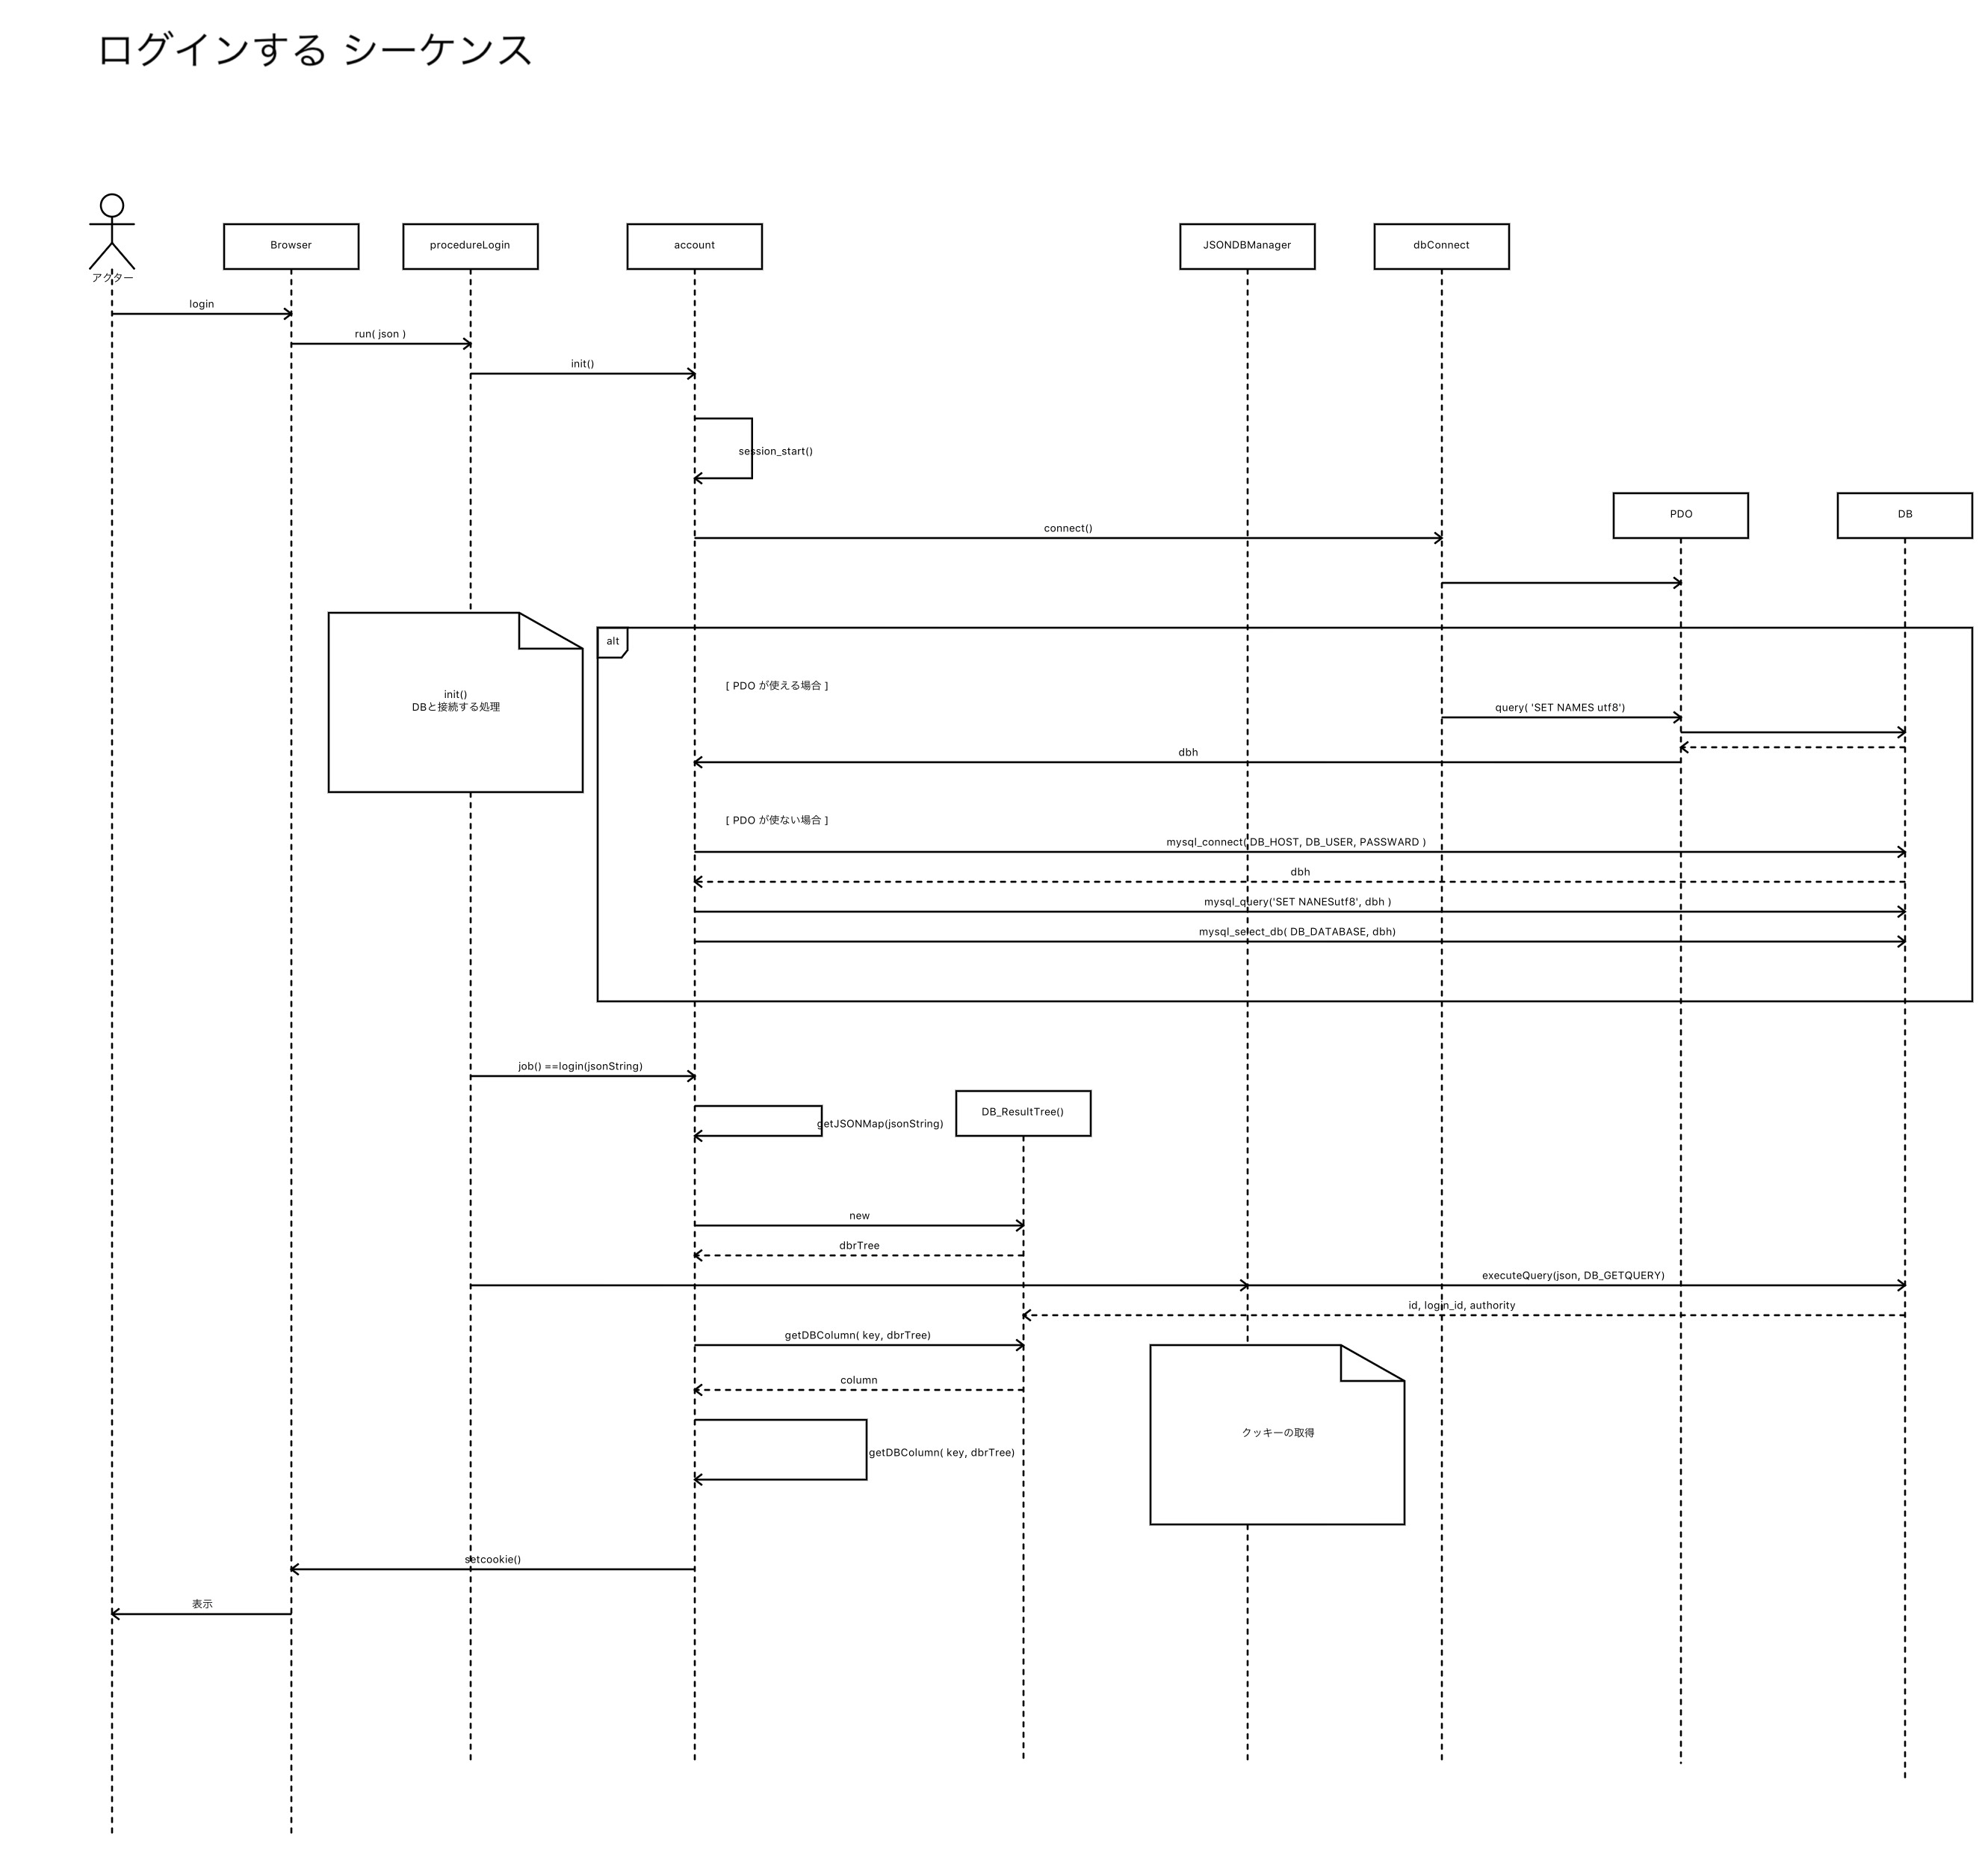 ログインする シーケンス
アクター
Browser
procedureLogin
account
JSONDBManager
dbConnect
login
run( json )
init()
session_start()
PDO
DB
connect()
alt
[ PDO が使える場合 ]
init()
DBと接続する処理
query( 'SET NAMES utf8')
dbh
[ PDO が使ない場合 ]
mysql_connect( DB_HOST, DB_USER, PASSWARD )
dbh
mysql_query('SET NANESutf8', dbh )
mysql_select_db( DB_DATABASE, dbh)
job() ==login(jsonString)
DB_ResultTree()
getJSONMap(jsonString)
new
dbrTree
executeQuery(json, DB_GETQUERY)
id, login_id, authority
getDBColumn( key, dbrTree)
column
クッキーの取得
getDBColumn( key, dbrTree)
setcookie()
表示